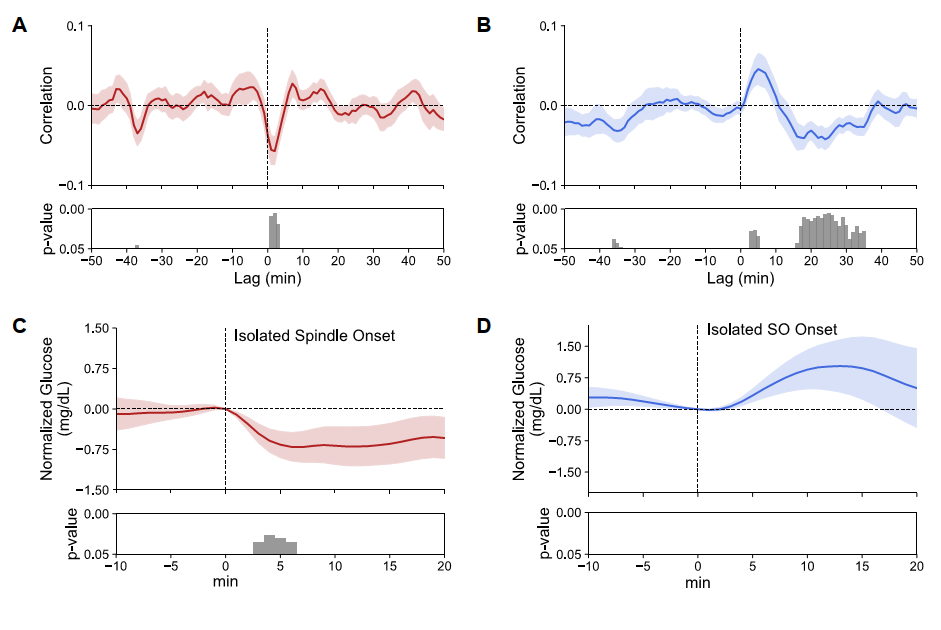 A
0.1
0.0
−0.1
Correlation
0.00
0.05
p-value
−50 −40 −30 −20 −10 0 10 20 30 40 50
Lag (min)
B
0.1
0.0
−0.1
Correlation
0.00
0.05
p-value
−50 −40 −30 −20 −10 0 10 20 30 40 50
Lag (min)
C
Isolated Spindle Onset
1.50
0.75
0.00
−0.75
−1.50
Normalized Glucose
(mg/dL)
0.00
0.05
p-value
−10 −5 0 5 10 15 20
min
D
Isolated SO Onset
1.50
0.75
0.00
−0.75
−1.50
Normalized Glucose
(mg/dL)
0.00
0.05
p-value
−10 −5 0 5 10 15 20
min